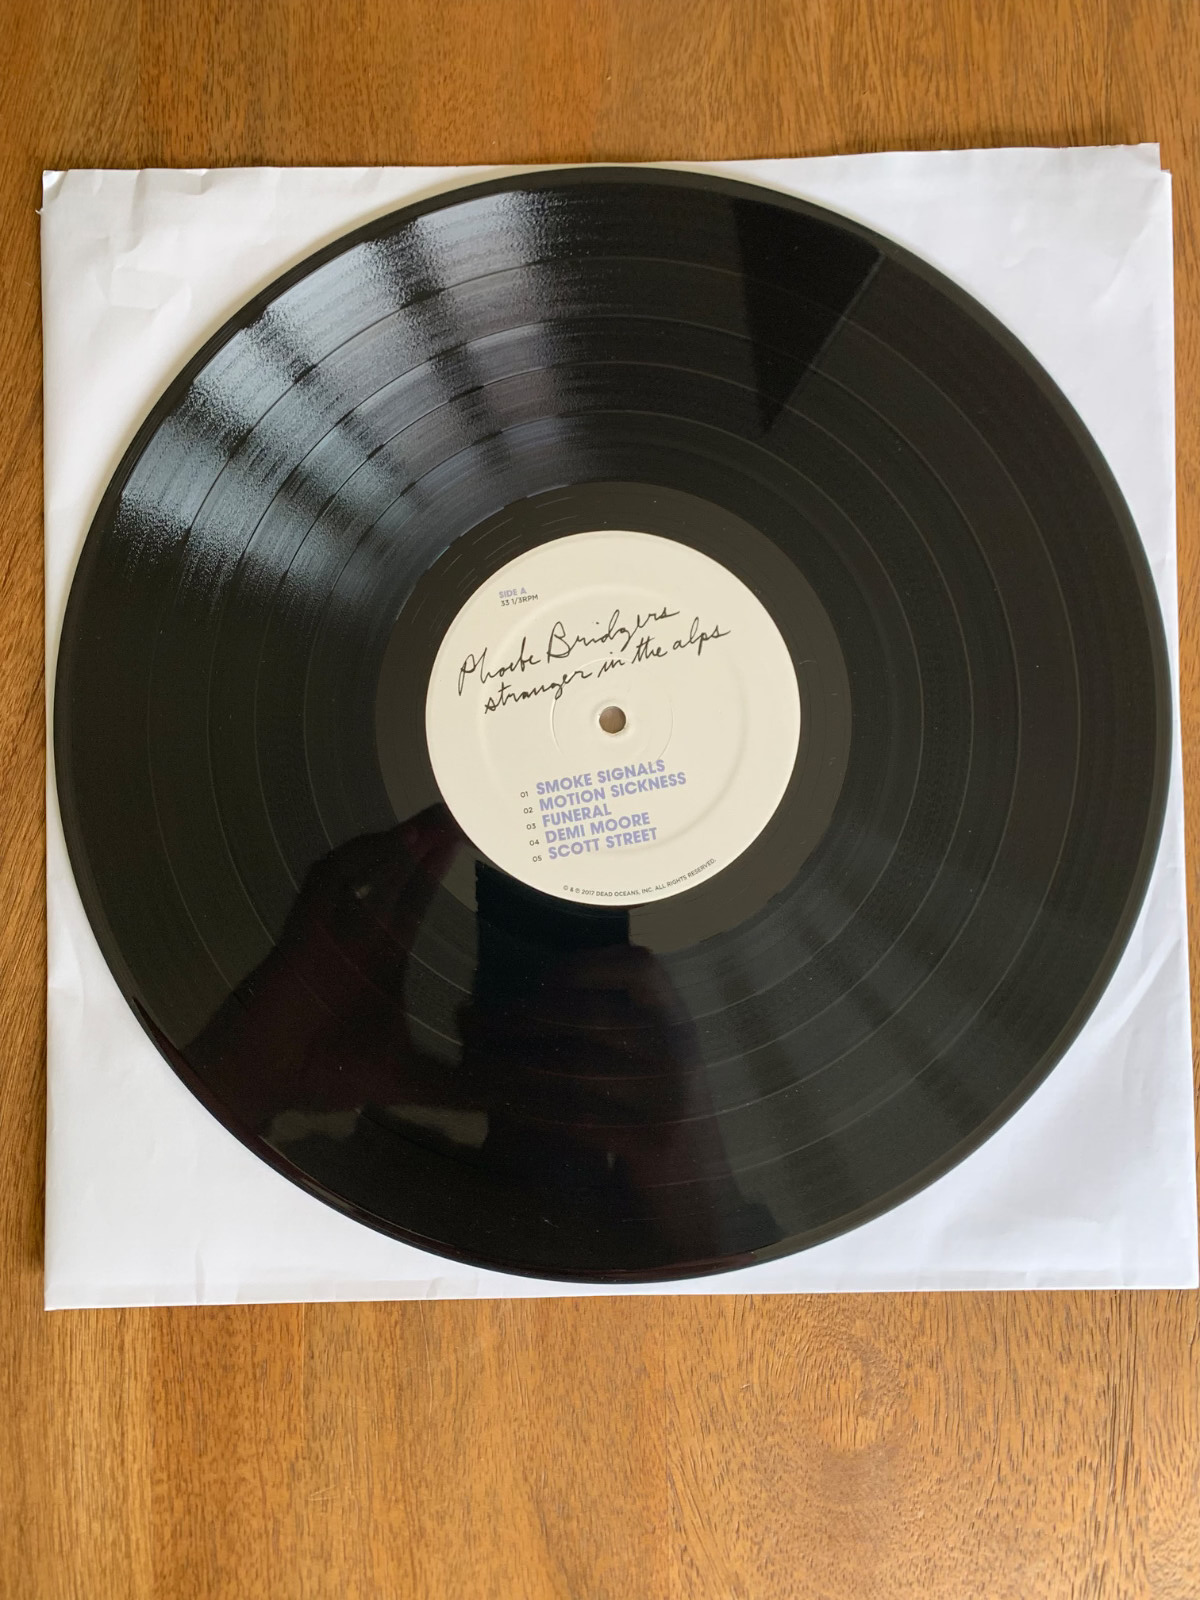 SIDE A
33 1/3RPM
Phoebe Bridgers
stranger in the alps
01 SMOKE SIGNALS
02 MOTION SICKNESS
03 FUNERAL
04 DEMI MOORE
05 SCOTT STREET
© & ℗ 2017 DEAD OCEANS, INC. ALL RIGHTS RESERVED.